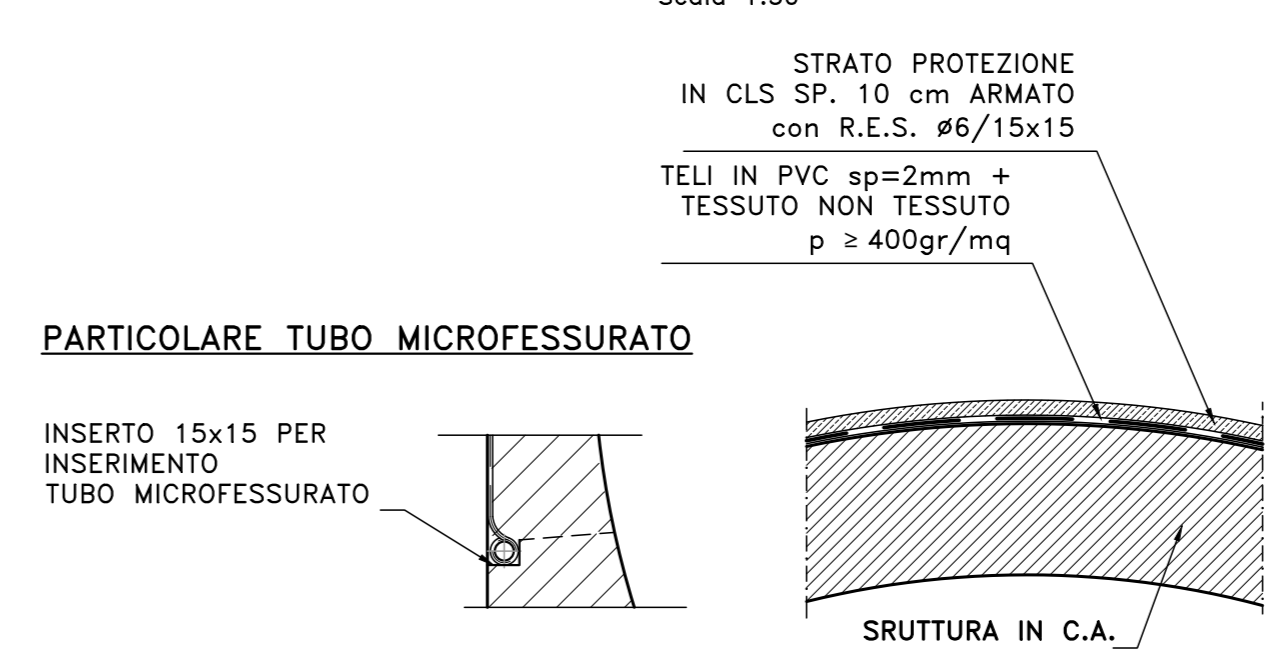 STRATO PROTEZIONE
IN CLS SP. 10 cm ARMATO
con R.E.S. ø6/15x15
TELI IN PVC sp=2mm +
TESSUTO NON TESSUTO
p ≥ 400gr/mq
PARTICOLARE TUBO MICROFESSURATO
INSERTO 15x15 PER
INSERIMENTO
TUBO MICROFESSURATO
SRUTTURA IN C.A.